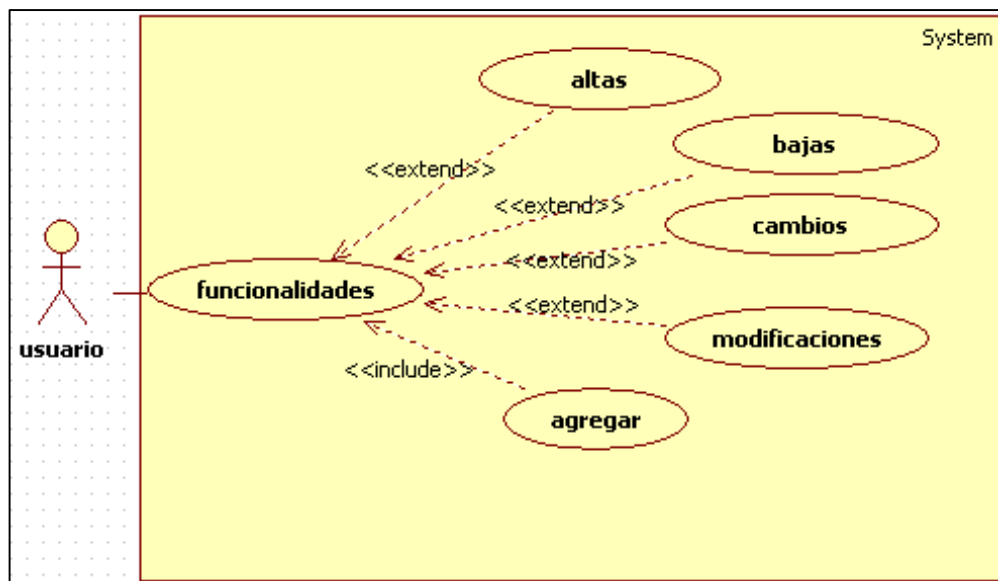 System
altas
<<extend>>
bajas
<<extend>>
cambios
<<extend>>
funcionalidades
<<extend>>
usuario
modificaciones
<<include>>
agregar